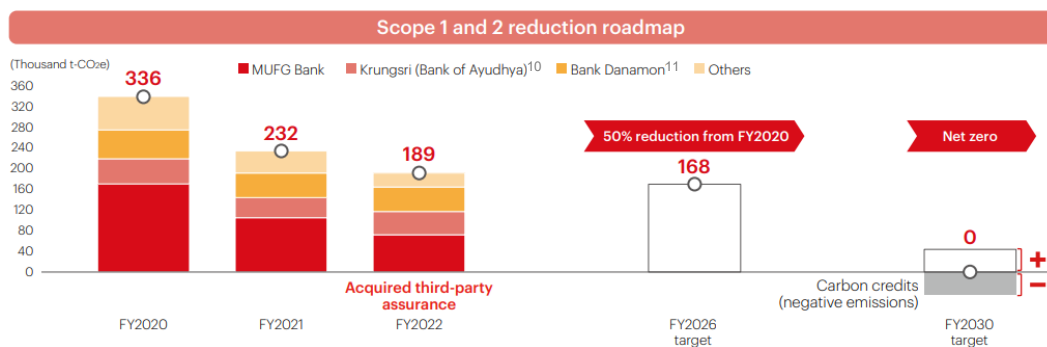 Scope 1 and 2 reduction roadmap
(Thousand t-CO2e)
MUFG Bank
Krungsri (Bank of Ayudhya)10
Bank Danamon11
Others
360
320
280
240
200
160
120
80
40
0
336
232
189
50% reduction from FY2020
168
Net zero
0
+
−
Carbon credits
(negative emissions)
Acquired third-party
assurance
FY2020
FY2021
FY2022
FY2026
target
FY2030
target